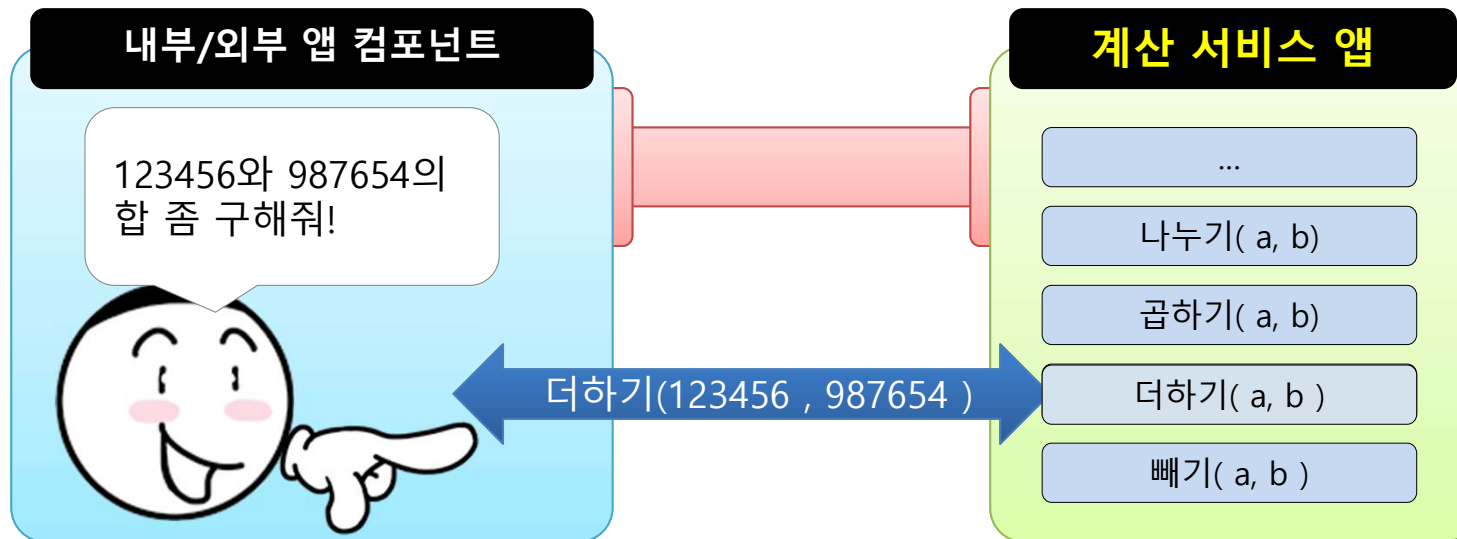 내부/외부 앱 컴포넌트
123456와 987654의
합 좀 구해줘!
더하기(123456 , 987654 )
계산 서비스 앱
...
나누기( a, b)
곱하기( a, b)
더하기( a, b )
빼기( a, b )